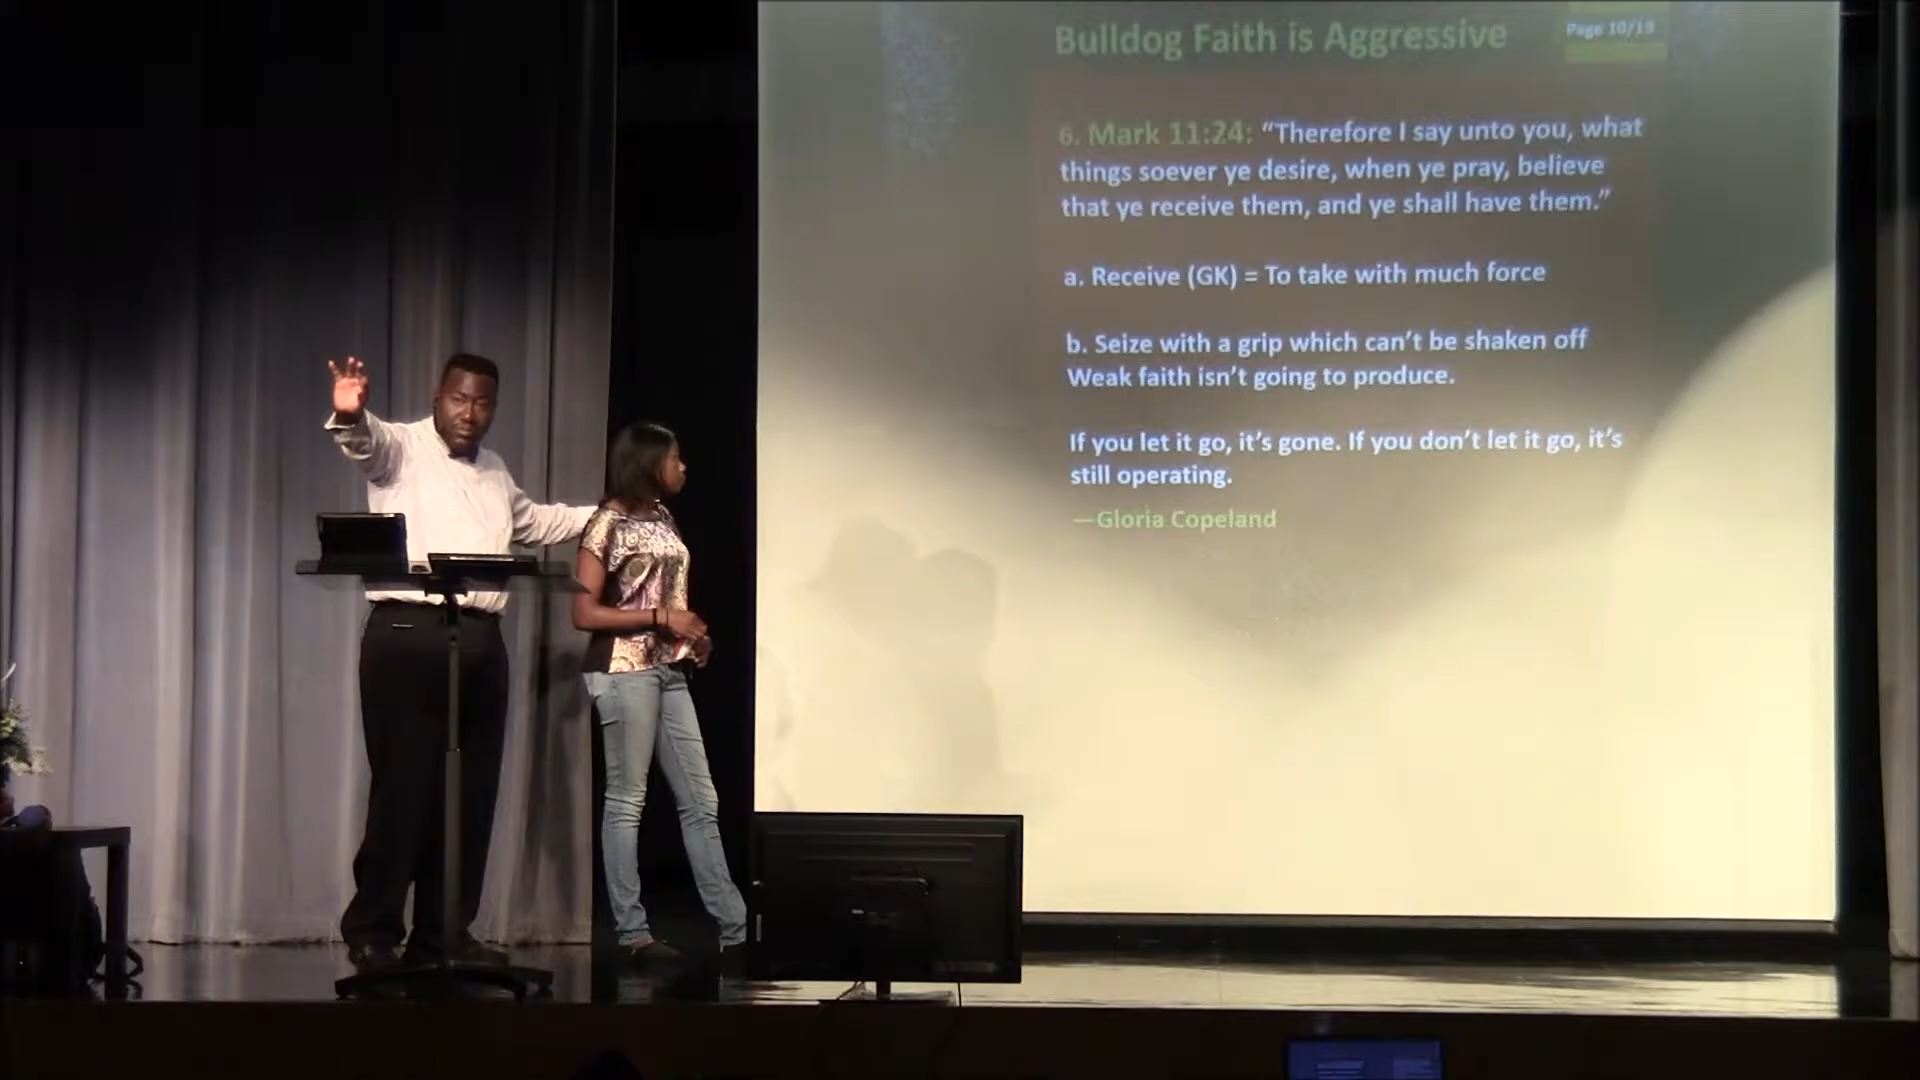 Bulldog Faith is Aggressive
Page 10/19
6. Mark 11:24: “Therefore I say unto you, what
things soever ye desire, when ye pray, believe
that ye receive them, and ye shall have them.”
a. Receive (GK) = To take with much force
b. Seize with a grip which can’t be shaken off
Weak faith isn’t going to produce.
If you let it go, it’s gone. If you don’t let it go, it’s
still operating.
—Gloria Copeland